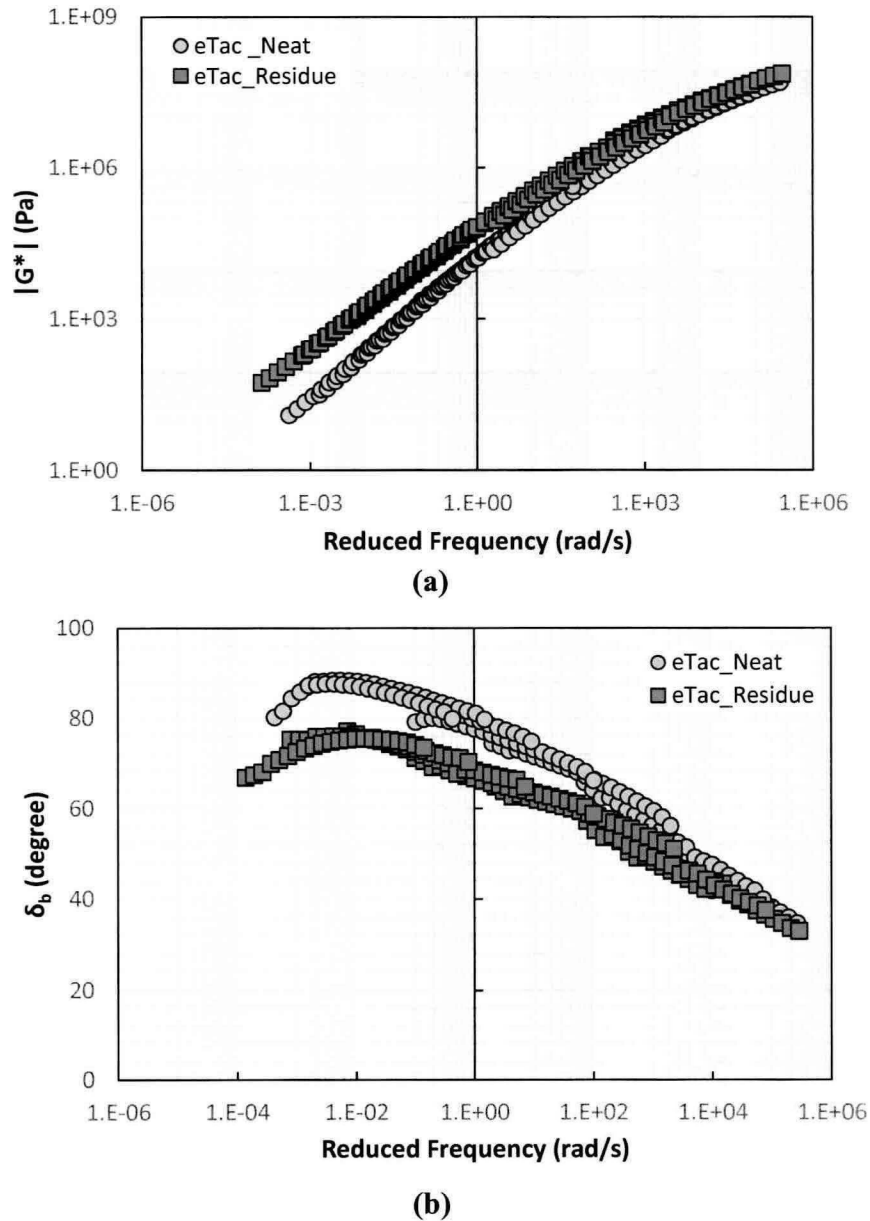 1.E+09
eTac _Neat
eTac_Residue
1.E+06
|G*| (Pa)
1.E+03
1.E+00
1.E-06 1.E-03 1.E+00 1.E+03 1.E+06
Reduced Frequency (rad/s)
(a)
100
eTac_Neat
eTac_Residue
80
60
δb (degree)
40
20
0
1.E-06 1.E-04 1.E-02 1.E+00 1.E+02 1.E+04 1.E+06
Reduced Frequency (rad/s)
(b)